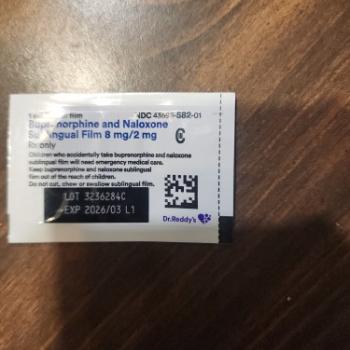 film
Buprenorphine and Naloxone
Sublingual Film 8 mg/2 mg
Rx only
Children who accidentally take buprenorphine and naloxone
sublingual film will need emergency medical care.
Keep buprenorphine and naloxone sublingual
film out of the reach of children.
Do not cut, chew or swallow sublingual film.
LOT 3236284C
EXP 2026/03 L1
Dr.Reddy's